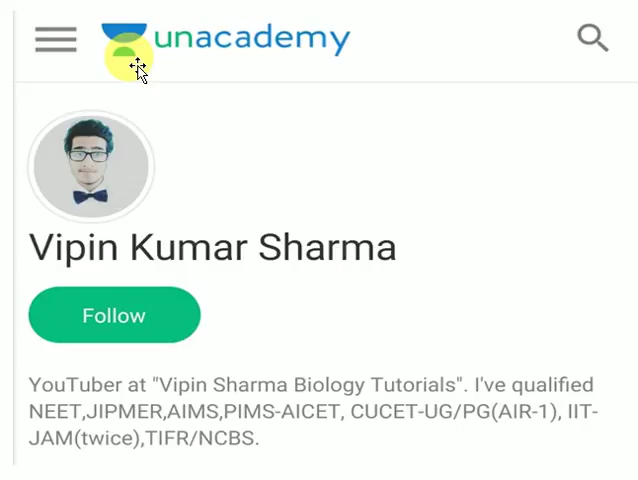 unacademy
Vipin Kumar Sharma
Follow
YouTuber at "Vipin Sharma Biology Tutorials". I've qualified
NEET,JIPMER,AIMS,PIMS-AICET, CUCET-UG/PG(AIR-1), IIT-
JAM(twice),TIFR/NCBS.